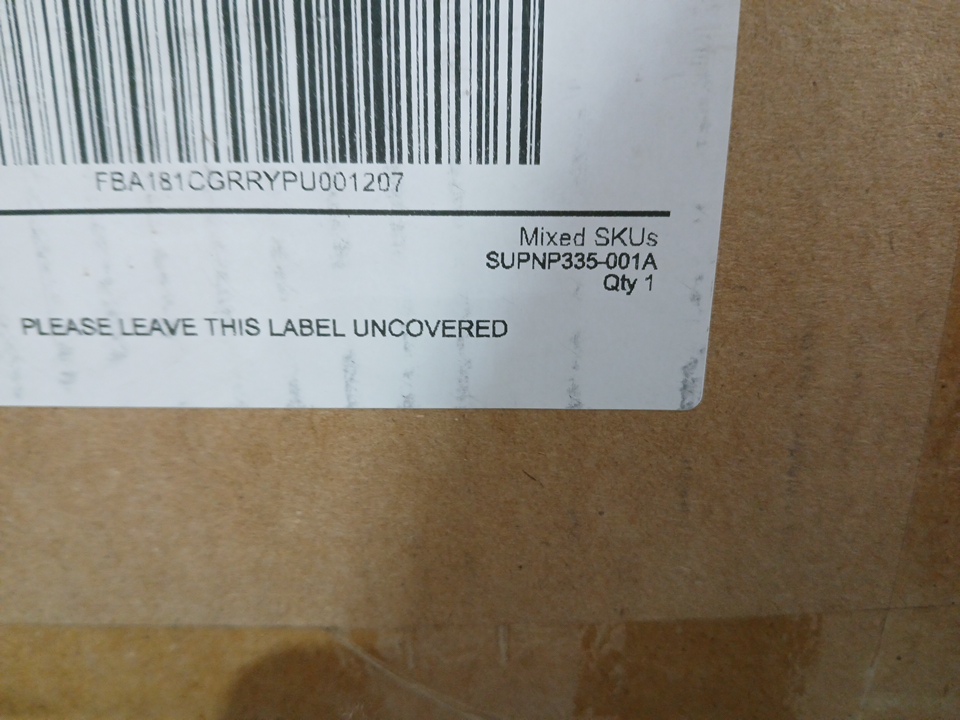 FBA181CGRRYPU001207
Mixed SKUs
SUPNP335-001A
Qty 1
PLEASE LEAVE THIS LABEL UNCOVERED